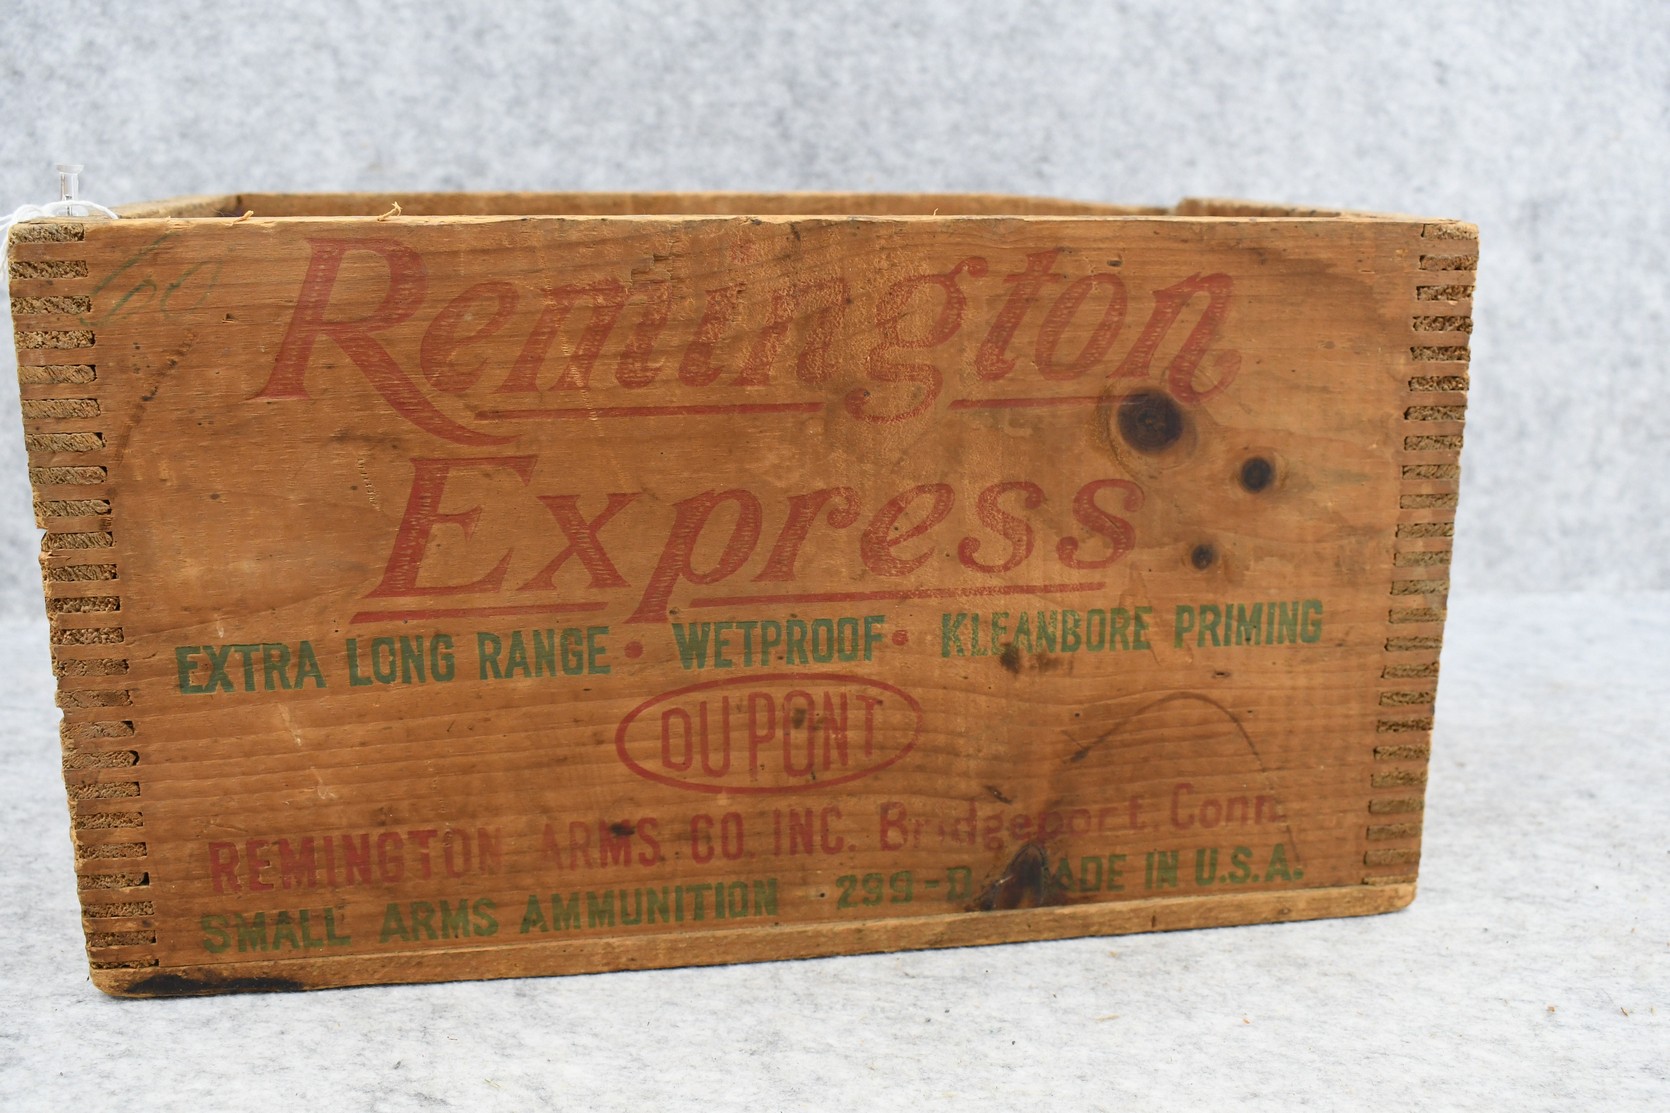 60
Remington
Express
EXTRA LONG RANGE • WETPROOF • KLEANBORE PRIMING
DUPONT
REMINGTON ARMS CO. INC. Bridgeport, Conn.
SMALL ARMS AMMUNITION 299-D MADE IN U.S.A.